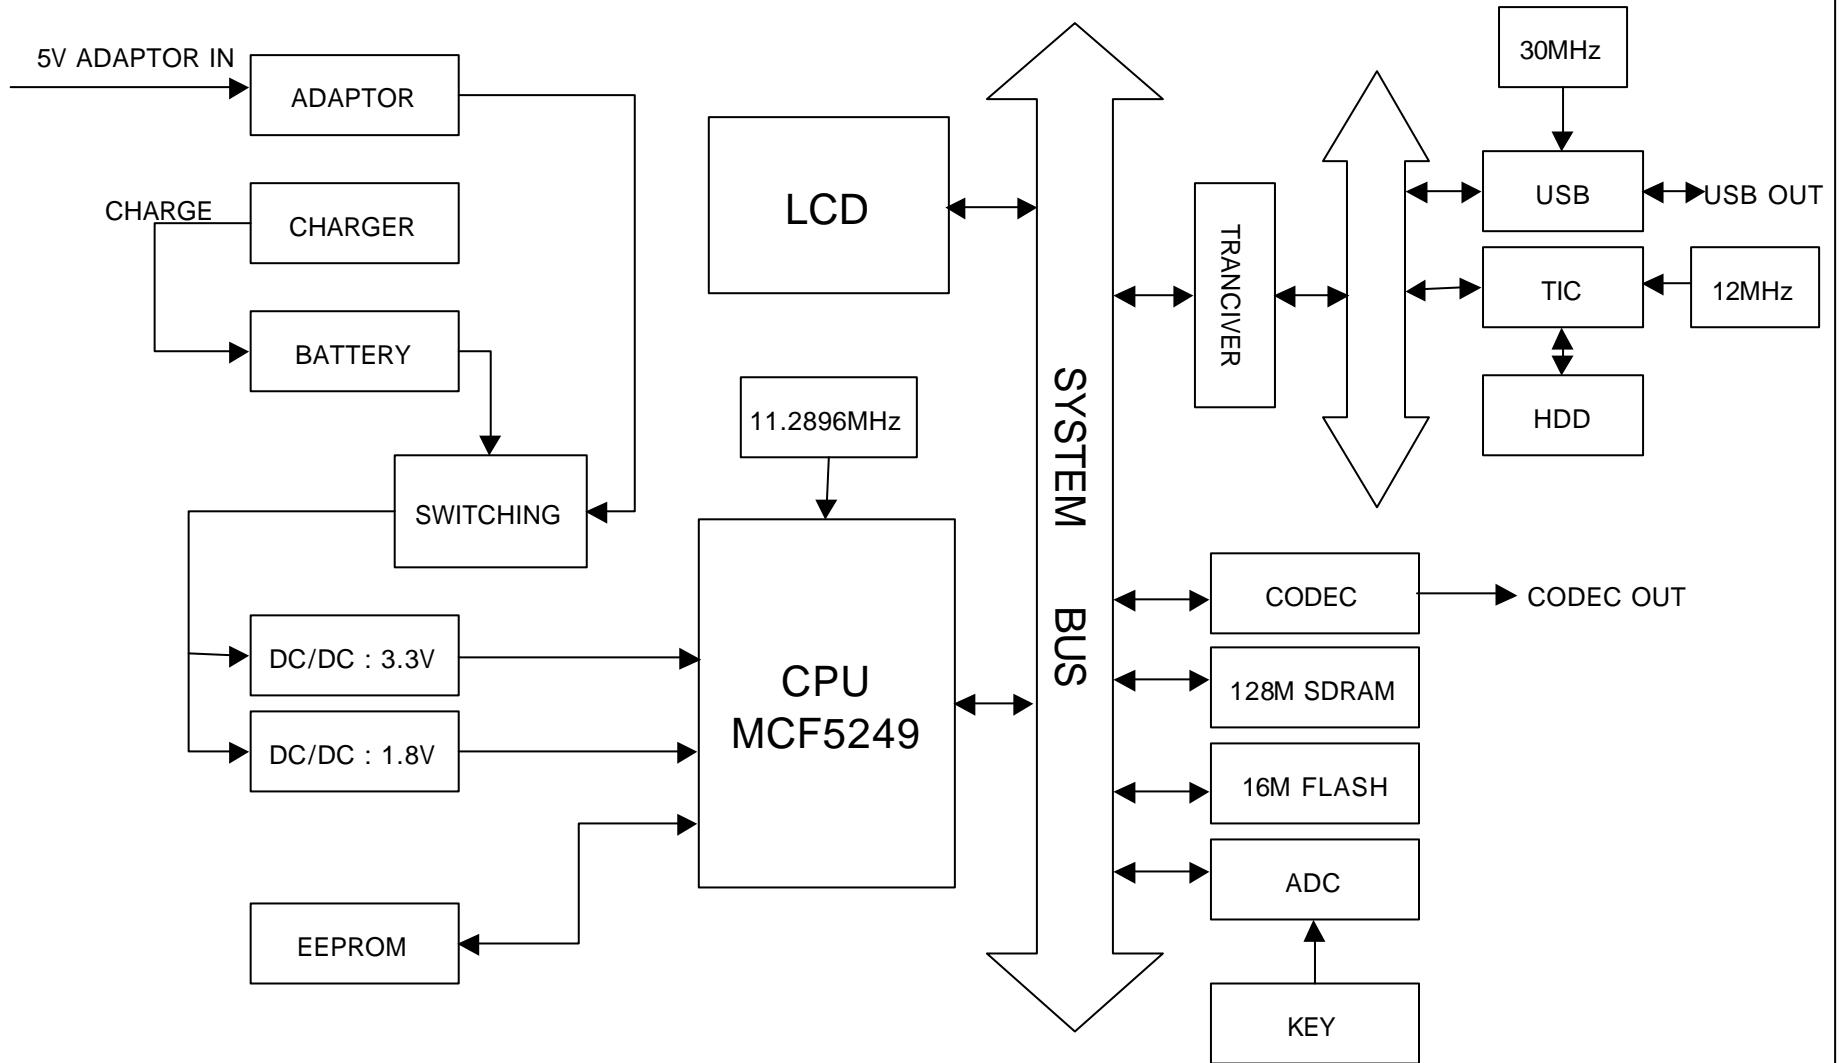 5V ADAPTOR IN
ADAPTOR
CHARGE
CHARGER
BATTERY
SWITCHING
DC/DC : 3.3V
DC/DC : 1.8V
EEPROM
LCD
11.2896MHz
CPU
MCF5249
SYSTEM BUS
TRANCIVER
30MHz
USB
USB OUT
TIC
12MHz
HDD
CODEC
CODEC OUT
128M SDRAM
16M FLASH
ADC
KEY